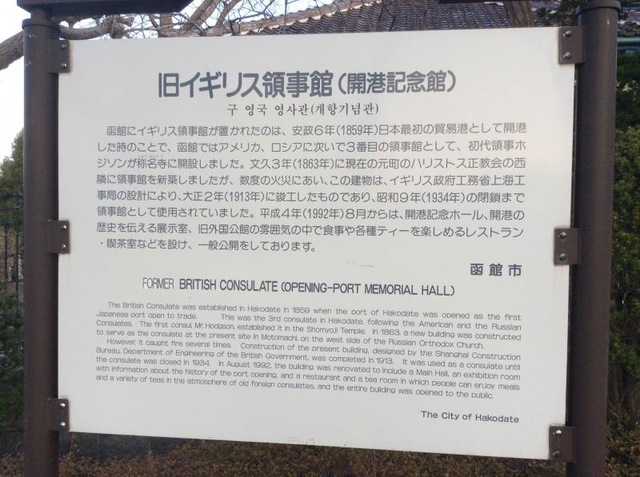 旧イギリス領事館（開港記念館）
구 영국 영사관(개항기념관)
函館にイギリス領事館が置かれたのは、安政6年(1859年)日本最初の貿易港として開港
した時のことで、函館ではアメリカ、ロシアに次いで3番目の領事館として、初代領事ホ
ジソンが称名寺に開設しました。文久3年(1863年)に現在の元町のハリストス正教会の西
隣に領事館を新築しましたが、数度の火災にあい、この建物は、イギリス政府工務省上海工
事局の設計により、大正2年(1913年)に竣工したものであり、昭和9年(1934年)の閉鎖まで
領事館として使用されていました。平成4年(1992年)8月からは、開港記念ホール、開港の
歴史を伝える展示室、旧外国公館の雰囲気の中で食事や各種ティーを楽しめるレストラン
・喫茶室などを設け、一般公開をしております。
函館市
FORMER BRITISH CONSULATE (OPENING-PORT MEMORIAL HALL)
The British Consulate was established in Hakodate in 1859 when the port of Hakodate was opened as the first
Japanese port open to trade. This was the 3rd consulate in Hakodate, following the American and the Russian
Consulates. The first consul, Mr. Hodgson, established it in the Shomyoji Temple. In 1863, a new building was constructed
to serve as the consulate at the present site in Motomachi, on the west side of the Russian Orthodox Church.
However, it caught fire several times. Construction of the present building, designed by the Shanghai Construction
Bureau, Department of Engineering of the British Government, was completed in 1913. It was used as a consulate until
the consulate was closed in 1934. In August 1992, the building was renovated to include a Main Hall, an exhibition room
with information about the history of the port opening, and a restaurant and a tea room in which people can enjoy meals
and a variety of teas in the atmosphere of old foreign consulates, and the entire building was opened to the public.
The City of Hakodate